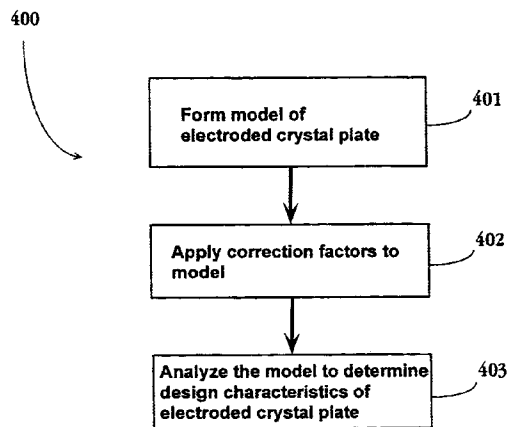 400
Form model of
electroded crystal plate
401
Apply correction factors to
model
402
Analyze the model to determine
design characteristics of
electroded crystal plate
403